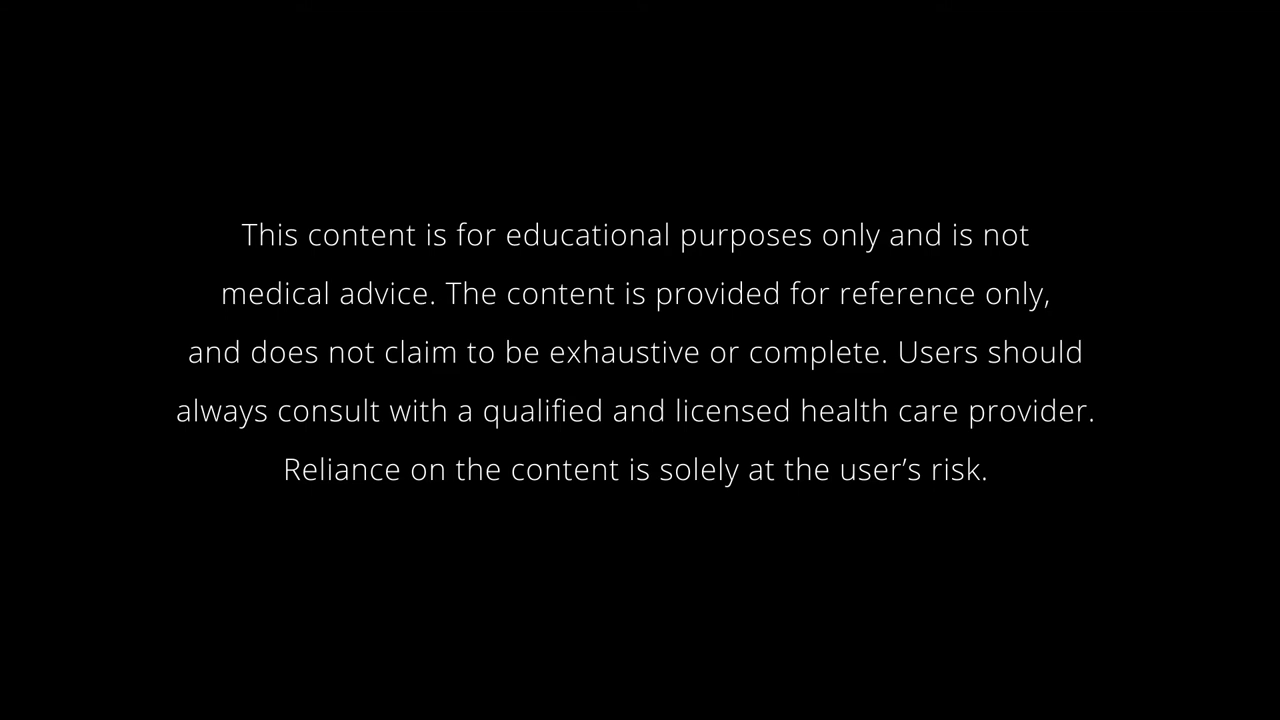 This content is for educational purposes only and is not
medical advice. The content is provided for reference only,
and does not claim to be exhaustive or complete. Users should
always consult with a qualified and licensed health care provider.
Reliance on the content is solely at the user’s risk.